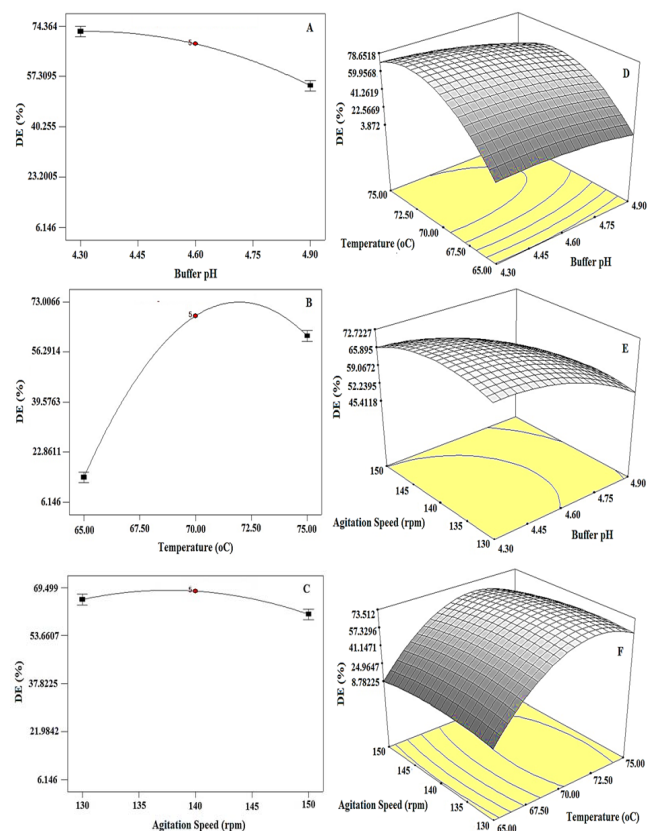 74.364
A
57.3095
40.255
23.2005
6.146
DE (%)
4.30 4.45 4.60 4.75 4.90
Buffer pH
5
78.6518
59.9568
41.2619
22.5669
3.872
DE (%)
D
75.00
72.50
70.00
67.50
65.00
Temperature (oC)
4.90
4.75
4.60
4.45
4.30
Buffer pH
73.0066
B
56.2914
39.5763
22.8611
6.146
DE (%)
5
65.00 67.50 70.00 72.50 75.00
Temperature (oC)
72.7227
65.895
59.0672
52.2395
45.4118
DE (%)
E
150
145
140
135
130
Agitation Speed (rpm)
4.90
4.75
4.60
4.45
4.30
Buffer pH
69.499
C
53.6607
37.8225
21.9842
6.146
DE (%)
5
130 135 140 145 150
Agitation Speed (rpm)
73.512
57.3296
41.1471
24.9647
8.78225
DE (%)
F
150
145
140
135
130
Agitation Speed (rpm)
75.00
72.50
70.00
67.50
65.00
Temperature (oC)